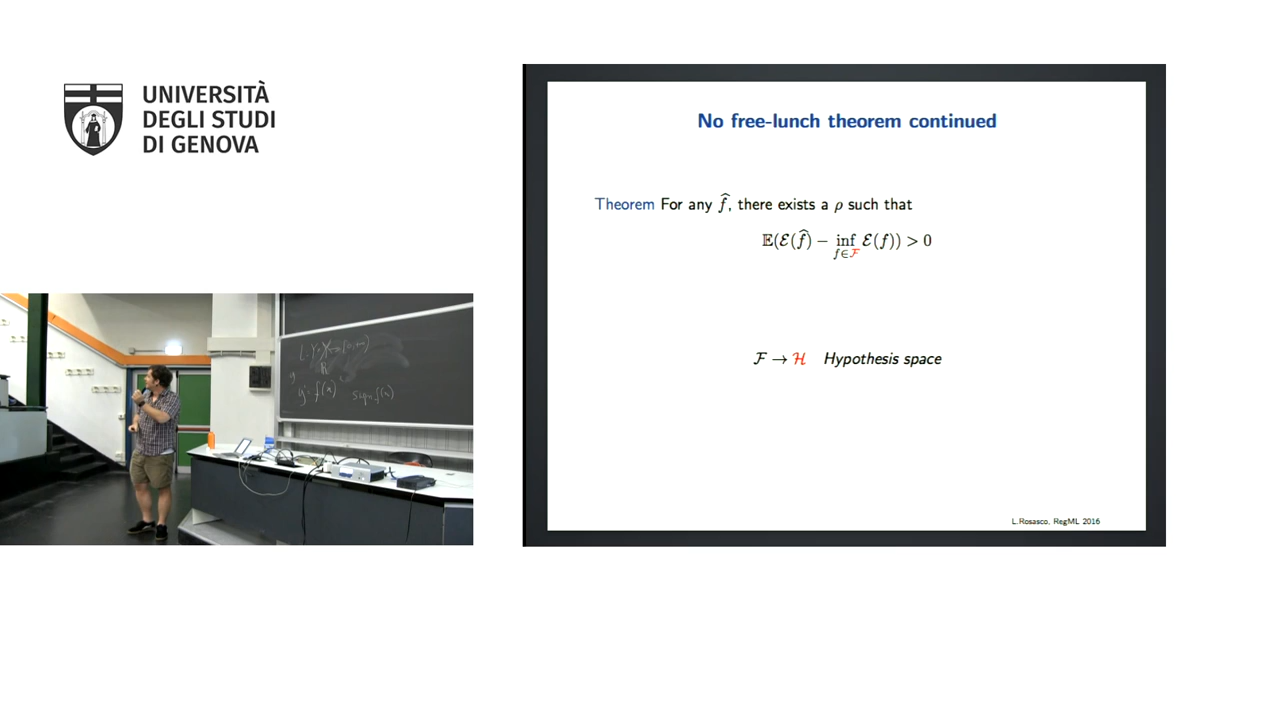 UNIVERSITÀ
DEGLI STUDI
DI GENOVA
No free-lunch theorem continued
Theorem For any f̂, there exists a ρ such that
𝔼(ℰ(f̂) − inf_{f∈ℱ} ℰ(f)) > 0
ℱ → ℋ Hypothesis space
L.Rosasco, RegML 2016
y = f(x) sign f(x)